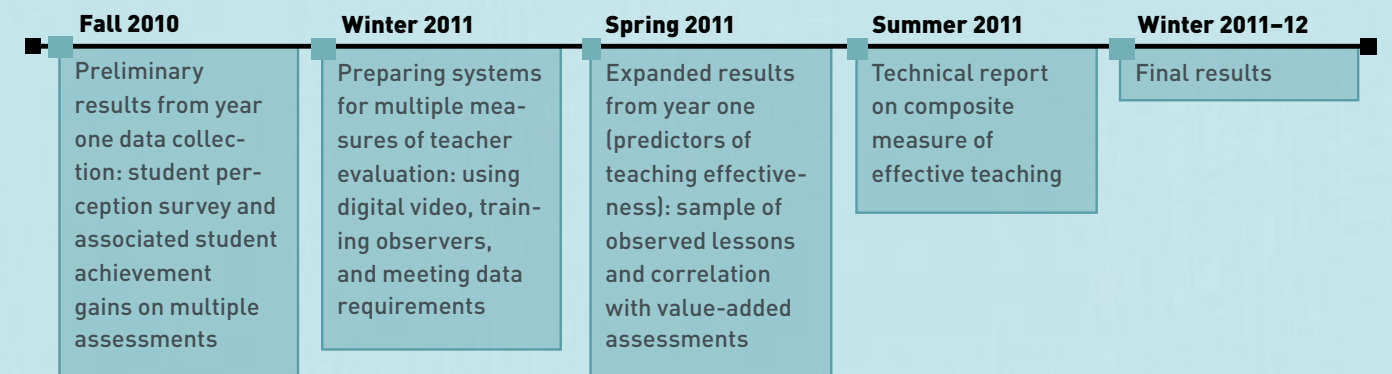 Fall 2010
Preliminary
results from year
one data collec-
tion: student per-
ception survey and
associated student
achievement
gains on multiple
assessments
Winter 2011
Preparing systems
for multiple mea-
sures of teacher
evaluation: using
digital video, train-
ing observers,
and meeting data
requirements
Spring 2011
Expanded results
from year one
(predictors of
teaching effective-
ness): sample of
observed lessons
and correlation
with value-added
assessments
Summer 2011
Technical report
on composite
measure of
effective teaching
Winter 2011–12
Final results